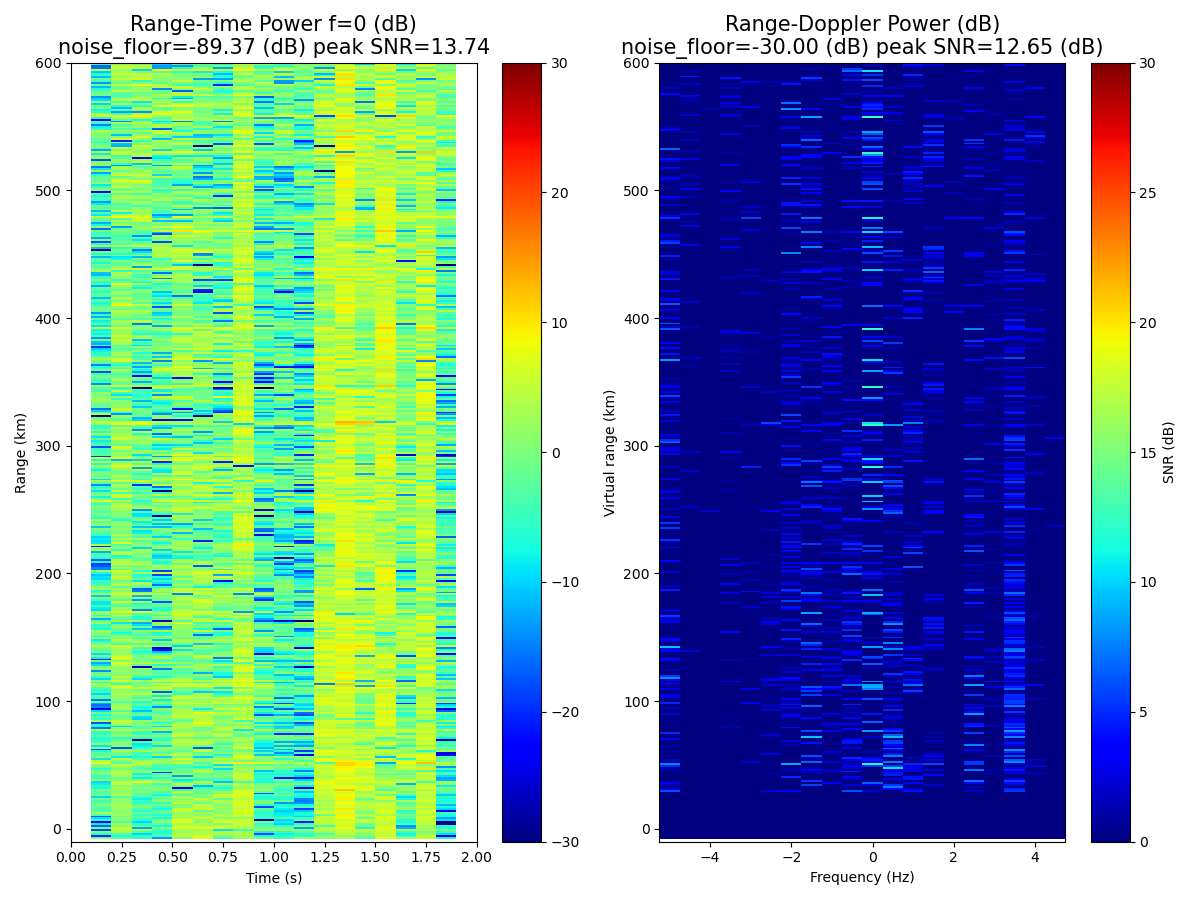 Range-Time Power f=0 (dB)
noise_floor=-89.37 (dB) peak SNR=13.74
Range-Doppler Power (dB)
noise_floor=-30.00 (dB) peak SNR=12.65 (dB)
Range (km)
600
500
400
300
200
100
0
0.00 0.25 0.50 0.75 1.00 1.25 1.50 1.75 2.00
Time (s)
30
20
10
0
−10
−20
−30
Virtual range (km)
600
500
400
300
200
100
0
−4 −2 0 2 4
Frequency (Hz)
30
25
20
15
10
5
0
SNR (dB)